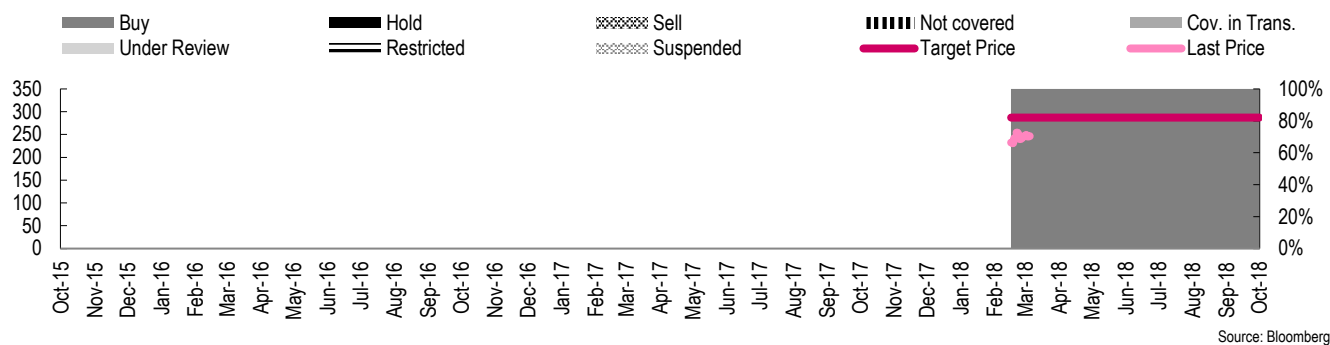 Buy Hold Sell Not covered Cov. in Trans.
Under Review Restricted Suspended Target Price Last Price
350 100%
300 80%
250
200 60%
150 40%
100
50 20%
0 0%
Oct-15 Nov-15 Dec-15 Jan-16 Feb-16 Mar-16 Apr-16 May-16 Jun-16 Jul-16 Aug-16 Sep-16 Oct-16 Nov-16 Dec-16 Jan-17 Feb-17 Mar-17 Apr-17 May-17 Jun-17 Jul-17 Aug-17 Sep-17 Oct-17 Nov-17 Dec-17 Jan-18 Feb-18 Mar-18 Apr-18 May-18 Jun-18 Jul-18 Aug-18 Sep-18 Oct-18
Source: Bloomberg